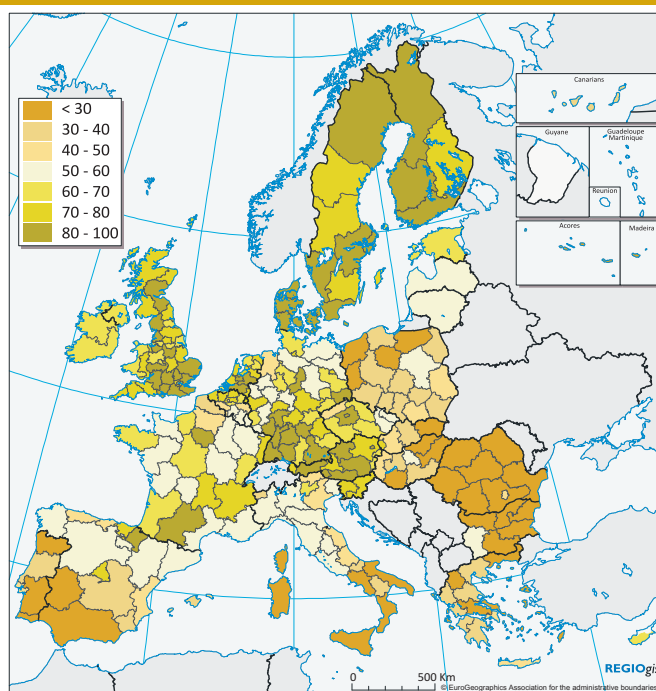 < 30
30 - 40
40 - 50
50 - 60
60 - 70
70 - 80
80 - 100
Canarians
Guyane
Guadeloupe
Martinique
Reunion
Acores
Madeira
REGIOgis
0 500 Km
© EuroGeographics Association for the administrative boundaries